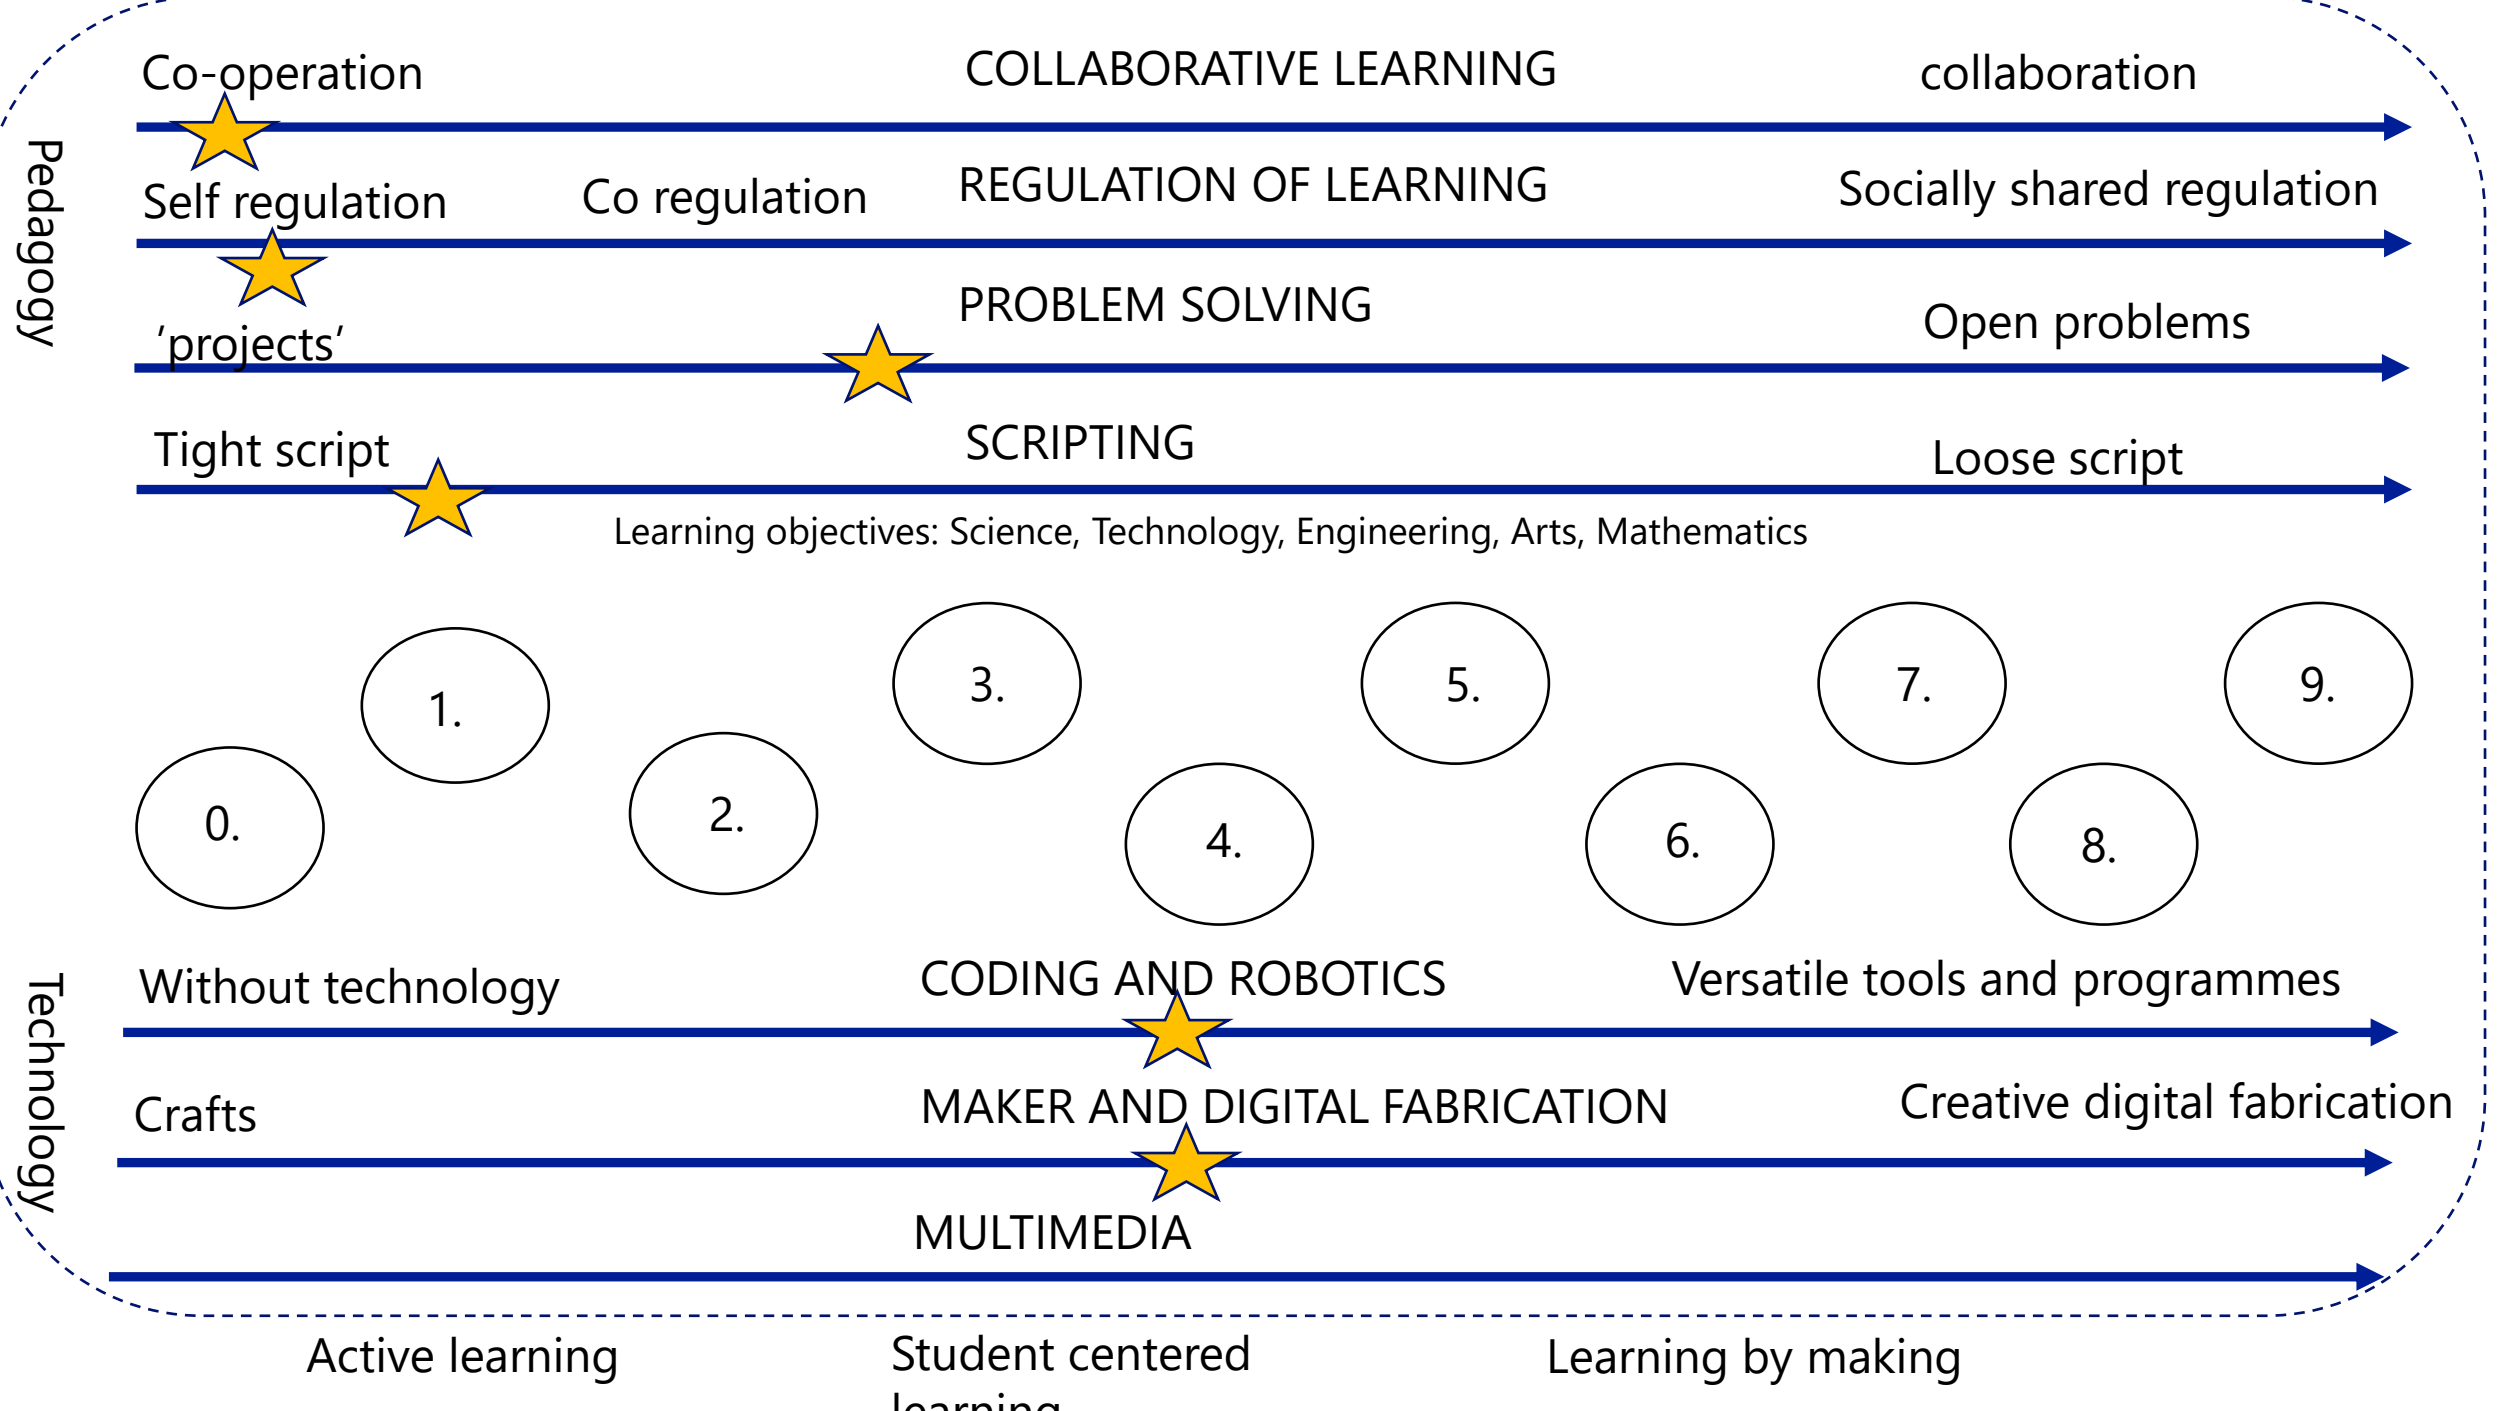 Co-operation
COLLABORATIVE LEARNING
collaboration
Pedagogy
Self regulation
Co regulation
REGULATION OF LEARNING
Socially shared regulation
’projects’
PROBLEM SOLVING
Open problems
Tight script
SCRIPTING
Loose script
Learning objectives: Science, Technology, Engineering, Arts, Mathematics
0.
1.
2.
3.
4.
5.
6.
7.
8.
9.
Technology
Without technology
CODING AND ROBOTICS
Versatile tools and programmes
Crafts
MAKER AND DIGITAL FABRICATION
Creative digital fabrication
MULTIMEDIA
Active learning
Student centered
learning
Learning by making